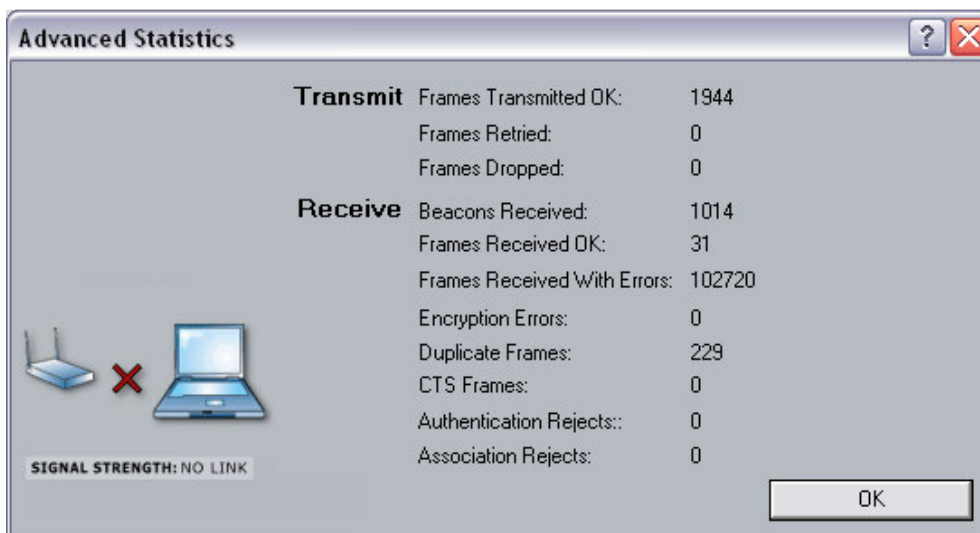 Advanced Statistics
Transmit Frames Transmitted OK: 1944
Frames Retried: 0
Frames Dropped: 0
Receive Beacons Received: 1014
Frames Received OK: 31
Frames Received With Errors: 102720
Encryption Errors: 0
Duplicate Frames: 229
CTS Frames: 0
Authentication Rejects:: 0
Association Rejects: 0
SIGNAL STRENGTH: NO LINK
OK